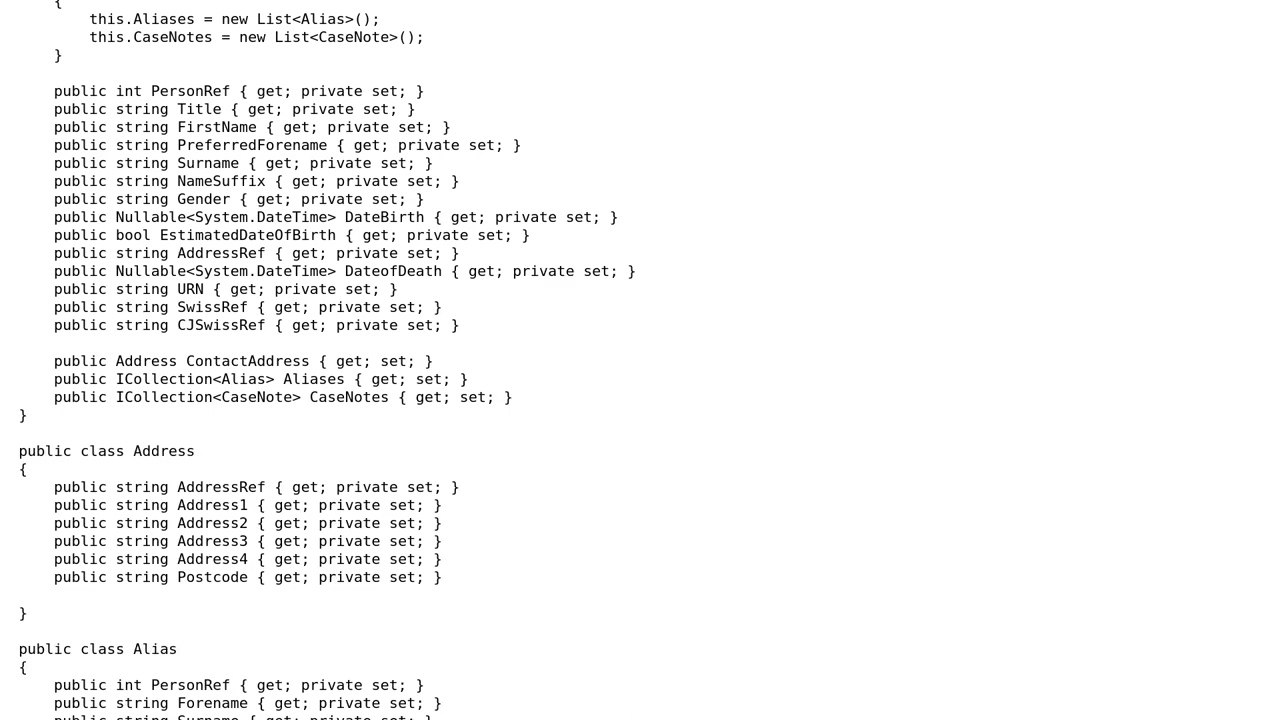 {
this.Aliases = new List<Alias>();
this.CaseNotes = new List<CaseNote>();
}
public int PersonRef { get; private set; }
public string Title { get; private set; }
public string FirstName { get; private set; }
public string PreferredForename { get; private set; }
public string Surname { get; private set; }
public string NameSuffix { get; private set; }
public string Gender { get; private set; }
public Nullable<System.DateTime> DateBirth { get; private set; }
public bool EstimatedDateOfBirth { get; private set; }
public string AddressRef { get; private set; }
public Nullable<System.DateTime> DateofDeath { get; private set; }
public string URN { get; private set; }
public string SwissRef { get; private set; }
public string CJSwissRef { get; private set; }
public Address ContactAddress { get; set; }
public ICollection<Alias> Aliases { get; set; }
public ICollection<CaseNote> CaseNotes { get; set; }
}
public class Address
{
public string AddressRef { get; private set; }
public string Address1 { get; private set; }
public string Address2 { get; private set; }
public string Address3 { get; private set; }
public string Address4 { get; private set; }
public string Postcode { get; private set; }
}
public class Alias
{
public int PersonRef { get; private set; }
public string Forename { get; private set; }
public string Surname { get; private set; }